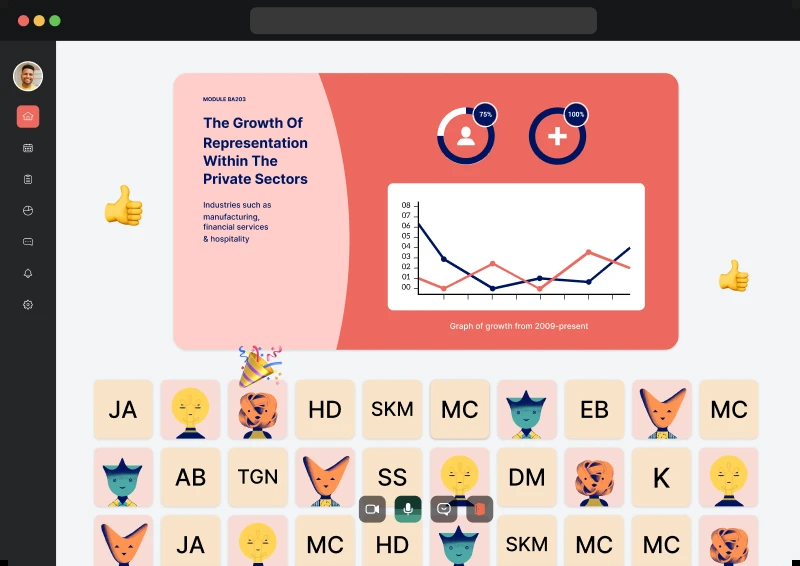 MODULE BA203
The Growth Of
Representation
Within The
Private Sectors
Industries such as
manufacturing,
financial services
& hospitality
75%
100%
08
07
06
05
04
03
02
01
00
Graph of growth from 2009-present
JA
HD
SKM
MC
EB
MC
AB
TGN
SS
DM
K
JA
MC
HD
SKM
MC
MC